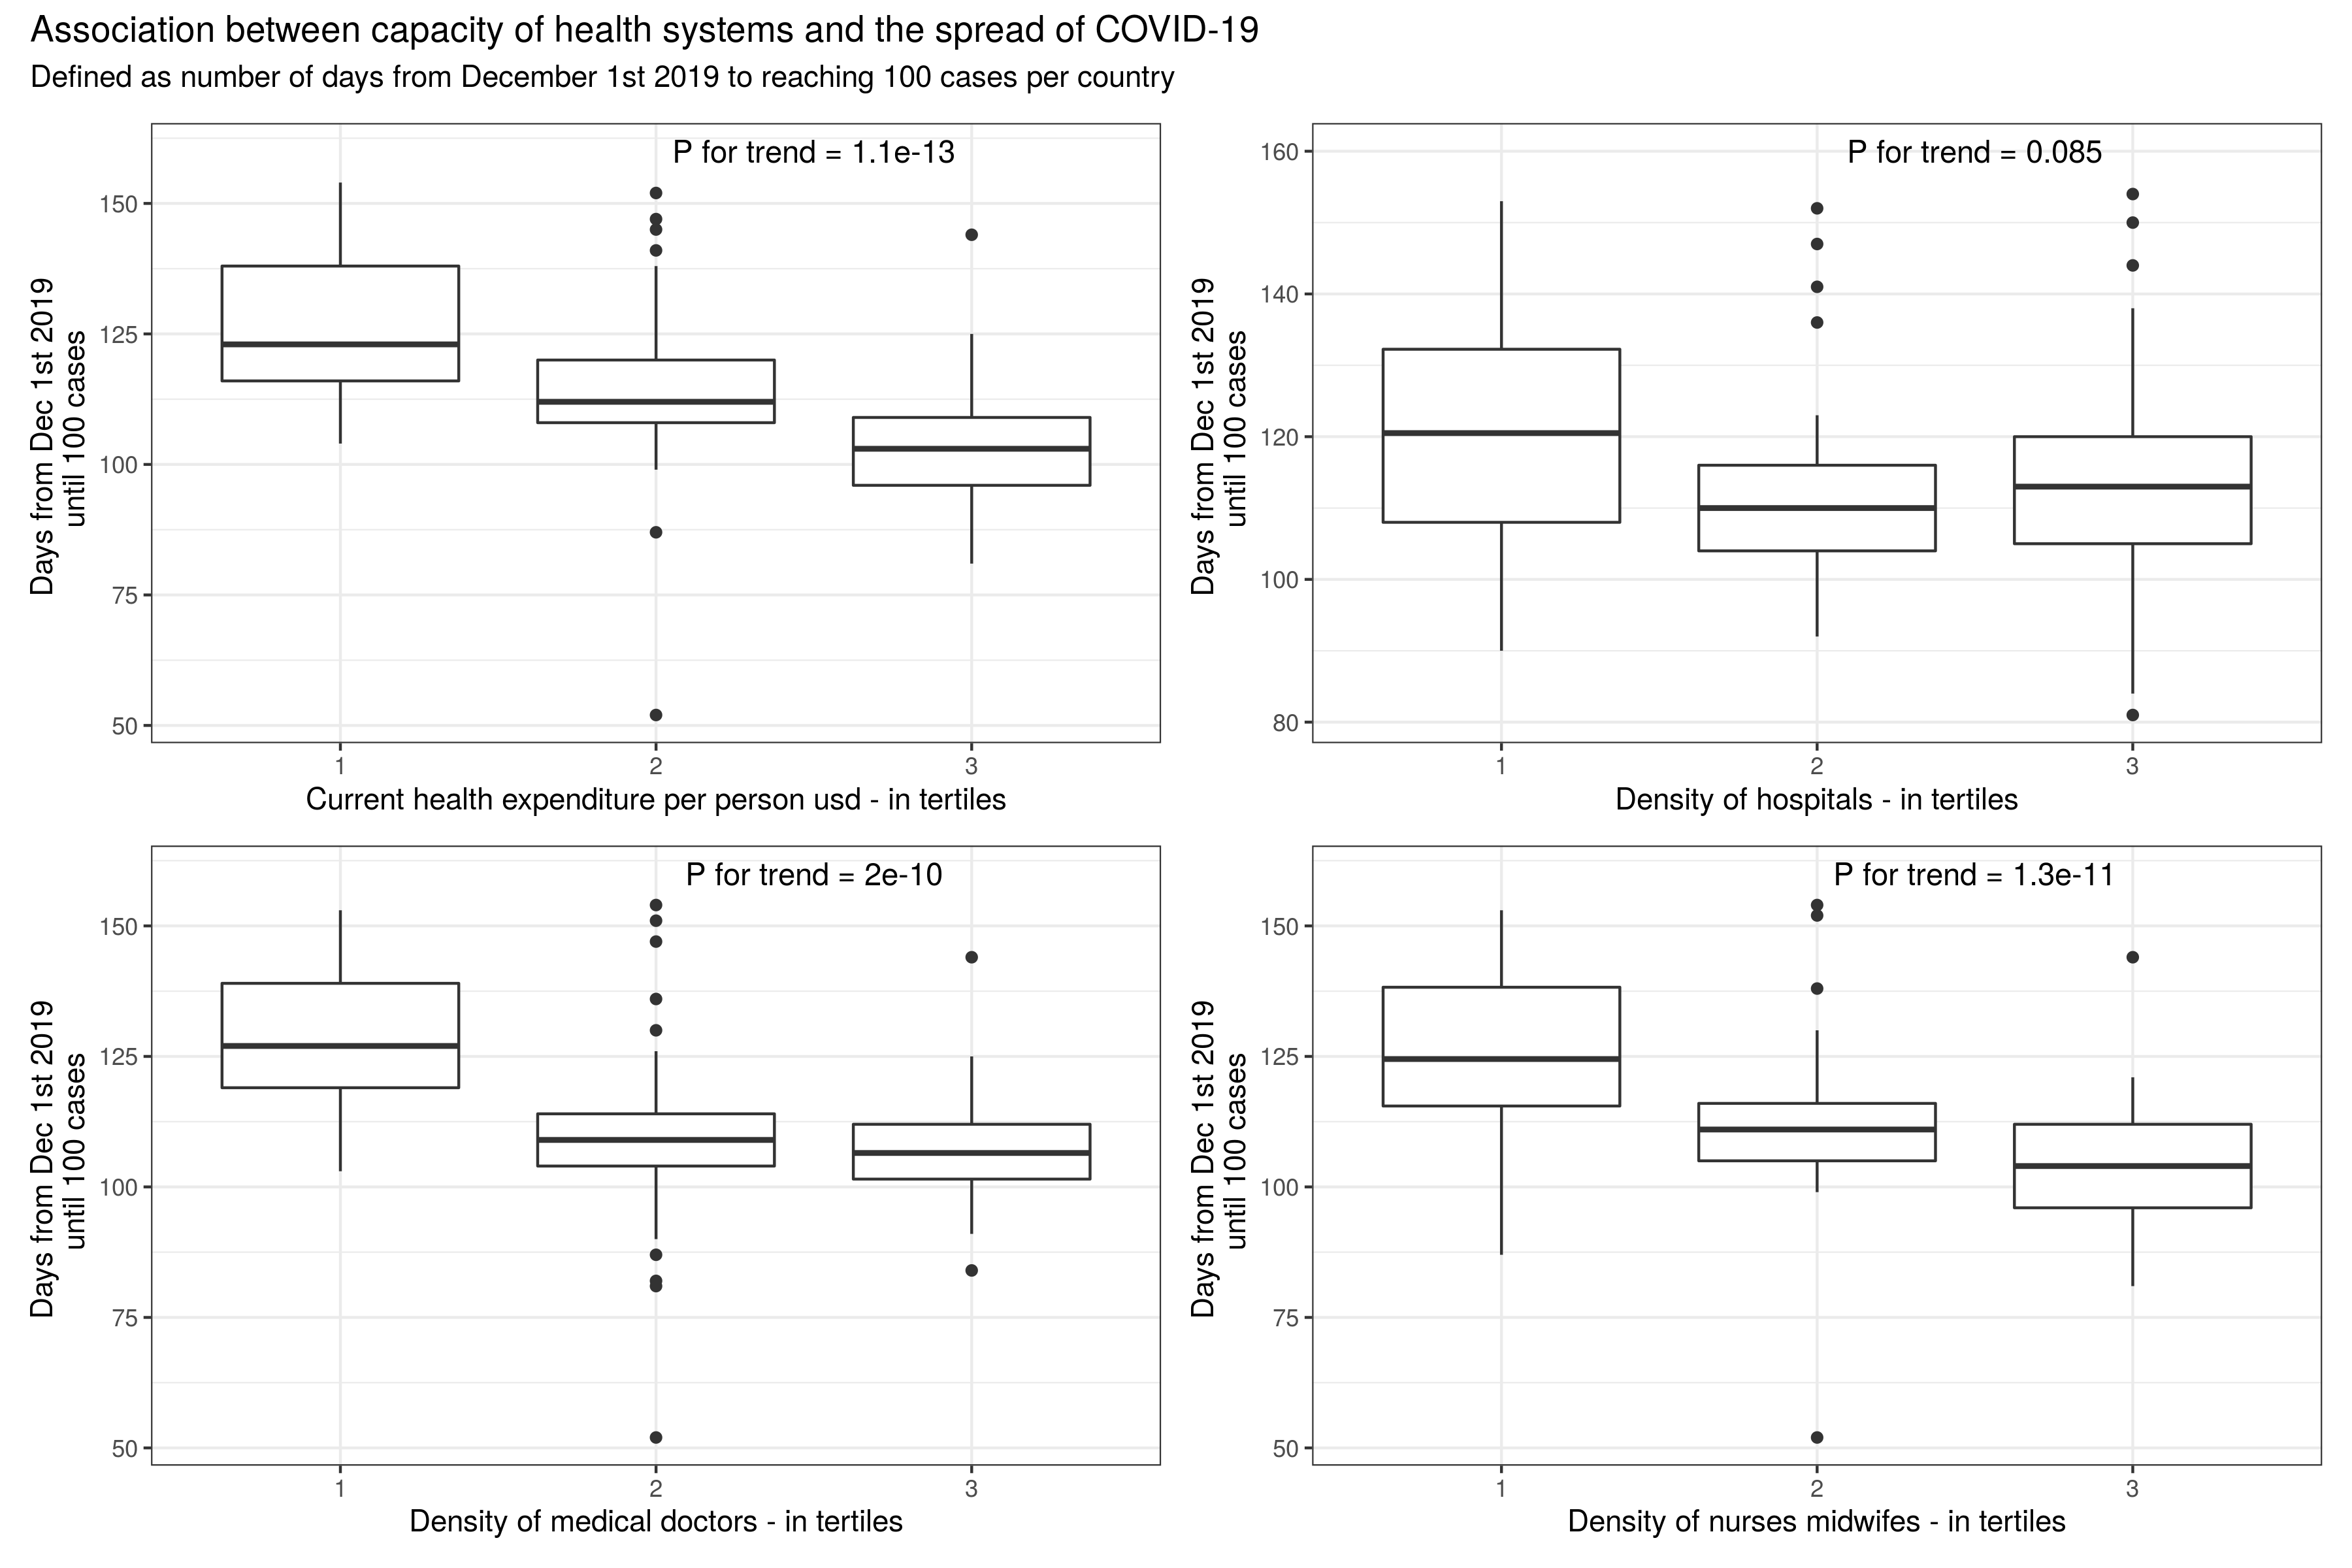 Association between capacity of health systems and the spread of COVID-19
Defined as number of days from December 1st 2019 to reaching 100 cases per country
P for trend = 1.1e-13
Days from Dec 1st 2019
until 100 cases
150
125
100
75
50
1 2 3
Current health expenditure per person usd - in tertiles
P for trend = 0.085
Days from Dec 1st 2019
until 100 cases
160
140
120
100
80
1 2 3
Density of hospitals - in tertiles
P for trend = 2e-10
Days from Dec 1st 2019
until 100 cases
150
125
100
75
50
1 2 3
Density of medical doctors - in tertiles
P for trend = 1.3e-11
Days from Dec 1st 2019
until 100 cases
150
125
100
75
50
1 2 3
Density of nurses midwifes - in tertiles